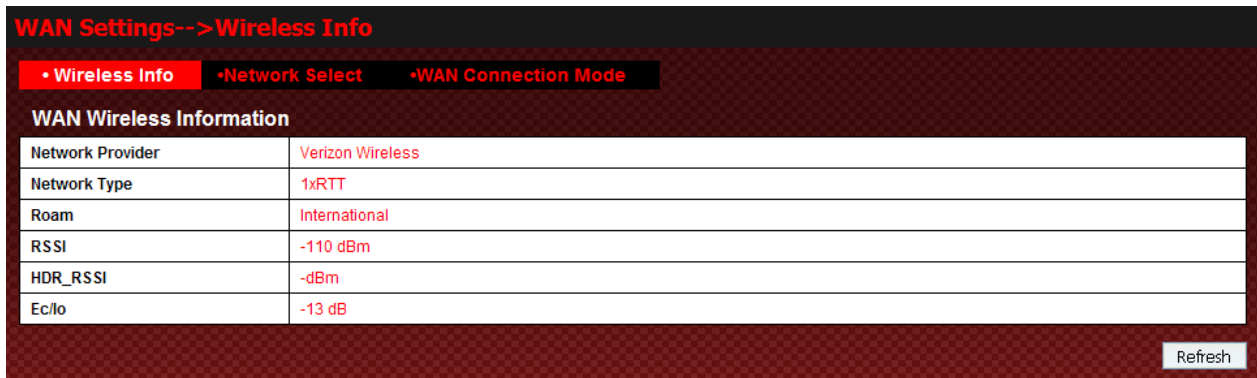 WAN Settings-->Wireless Info
• Wireless Info •Network Select •WAN Connection Mode
WAN Wireless Information
Network Provider Verizon Wireless
Network Type 1xRTT
Roam International
RSSI -110 dBm
HDR_RSSI -dBm
Ec/Io -13 dB
Refresh